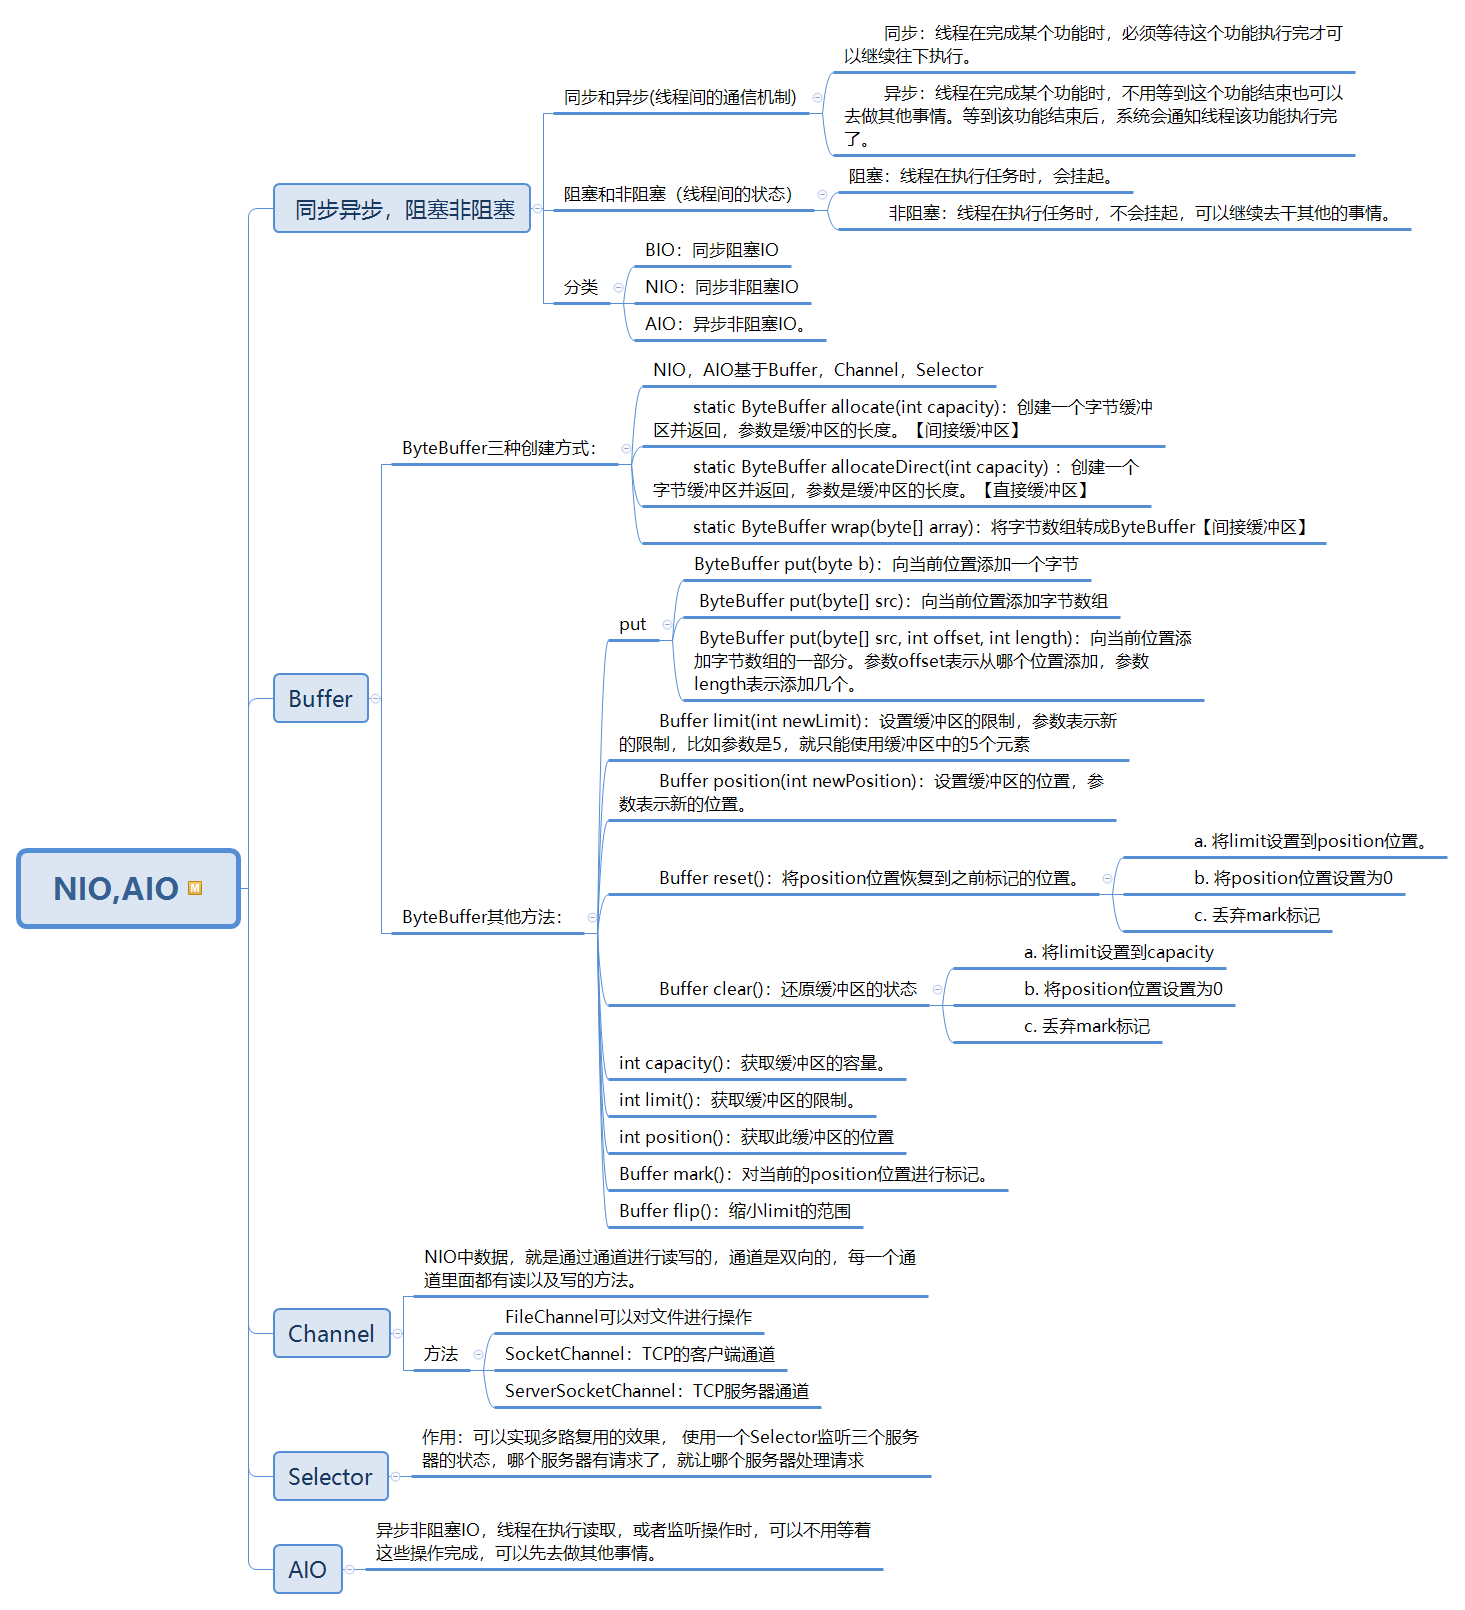 同步：线程在完成某个功能时，必须等待这个功能执行完才可
以继续往下执行。
同步和异步(线程间的通信机制)
异步：线程在完成某个功能时，不用等到这个功能结束也可以
去做其他事情。等到该功能结束后，系统会通知线程该功能执行完
了。
阻塞：线程在执行任务时，会挂起。
阻塞和非阻塞（线程间的状态）
同步异步，阻塞非阻塞
非阻塞：线程在执行任务时，不会挂起，可以继续去干其他的事情。
BIO：同步阻塞IO
分类
NIO：同步非阻塞IO
AIO：异步非阻塞IO。
NIO，AIO基于Buffer，Channel，Selector
static ByteBuffer allocate(int capacity)：创建一个字节缓冲
区并返回，参数是缓冲区的长度。【间接缓冲区】
ByteBuffer三种创建方式：
static ByteBuffer allocateDirect(int capacity) ：创建一个
字节缓冲区并返回，参数是缓冲区的长度。【直接缓冲区】
static ByteBuffer wrap(byte[] array)：将字节数组转成ByteBuffer【间接缓冲区】
ByteBuffer put(byte b)：向当前位置添加一个字节
ByteBuffer put(byte[] src)：向当前位置添加字节数组
put
ByteBuffer put(byte[] src, int offset, int length)：向当前位置添
加字节数组的一部分。参数offset表示从哪个位置添加，参数
length表示添加几个。
Buffer
Buffer limit(int newLimit)：设置缓冲区的限制，参数表示新
的限制，比如参数是5，就只能使用缓冲区中的5个元素
Buffer position(int newPosition)：设置缓冲区的位置，参
数表示新的位置。
a. 将limit设置到position位置。
Buffer reset()：将position位置恢复到之前标记的位置。
b. 将position位置设置为0
NIO,AIO
M
c. 丢弃mark标记
ByteBuffer其他方法：
a. 将limit设置到capacity
Buffer clear()：还原缓冲区的状态
b. 将position位置设置为0
c. 丢弃mark标记
int capacity()：获取缓冲区的容量。
int limit()：获取缓冲区的限制。
int position()：获取此缓冲区的位置
Buffer mark()：对当前的position位置进行标记。
Buffer flip()：缩小limit的范围
NIO中数据，就是通过通道进行读写的，通道是双向的，每一个通
道里面都有读以及写的方法。
Channel
FileChannel可以对文件进行操作
方法
SocketChannel：TCP的客户端通道
ServerSocketChannel：TCP服务器通道
作用：可以实现多路复用的效果， 使用一个Selector监听三个服务
器的状态，哪个服务器有请求了，就让哪个服务器处理请求
Selector
异步非阻塞IO，线程在执行读取，或者监听操作时，可以不用等着
这些操作完成，可以先去做其他事情。
AIO